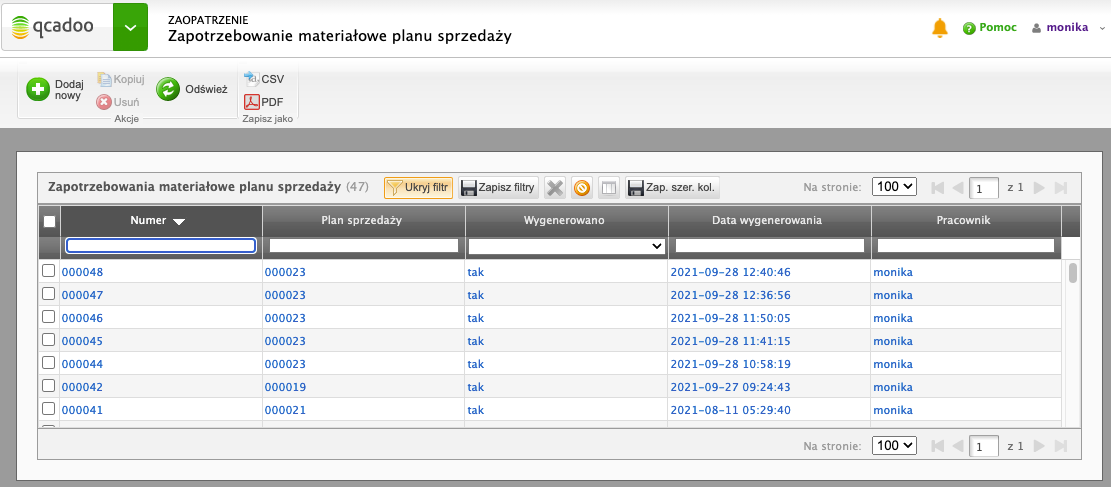 qcadoo
ZAOPATRZENIE
Zapotrzebowanie materiałowe planu sprzedaży
Pomoc
monika
Dodaj nowy
Kopiuj
Usuń
Odśwież
Akcje
CSV
PDF
Zapisz jako
Zapotrzebowania materiałowe planu sprzedaży (47)
Ukryj filtr
Zapisz filtry
Zap. szer. kol.
Na stronie: 100 1 z 1
Numer Plan sprzedaży Wygenerowano Data wygenerowania Pracownik
000048 000023 tak 2021-09-28 12:40:46 monika
000047 000023 tak 2021-09-28 12:36:56 monika
000046 000023 tak 2021-09-28 11:50:05 monika
000045 000023 tak 2021-09-28 11:41:15 monika
000044 000023 tak 2021-09-28 10:58:19 monika
000042 000019 tak 2021-09-27 09:24:43 monika
000041 000021 tak 2021-08-11 05:29:40 monika
Na stronie: 100 1 z 1